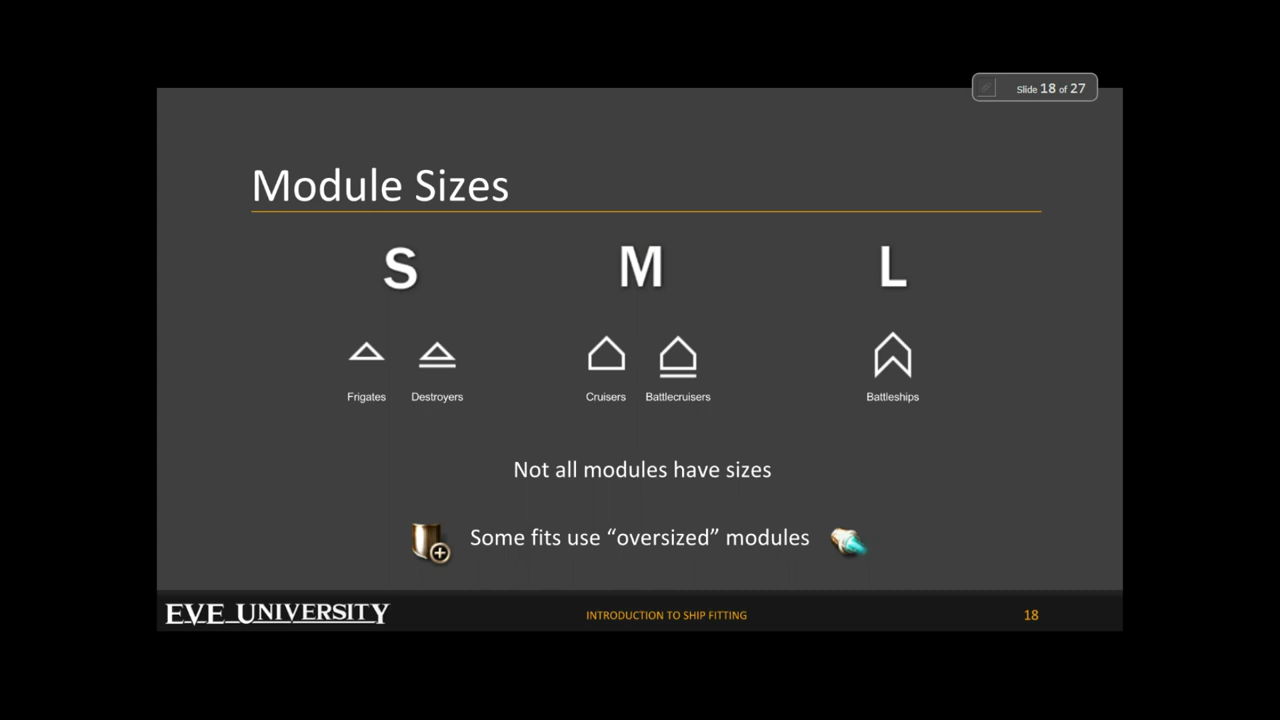 Slide 18 of 27
Module Sizes
S M L
Frigates Destroyers Cruisers Battlecruisers Battleships
Not all modules have sizes
Some fits use “oversized” modules
EVE UNIVERSITY INTRODUCTION TO SHIP FITTING 18